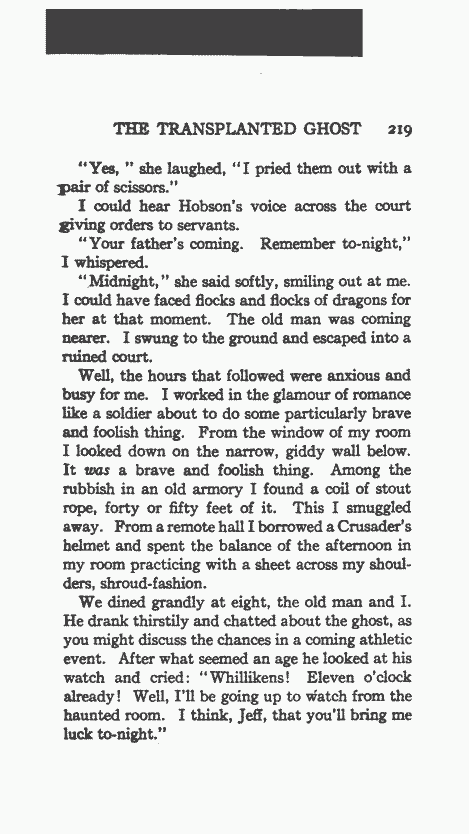 THE TRANSPLANTED GHOST 219
"Yes, " she laughed, "I pried them out with a
pair of scissors."
I could hear Hobson's voice across the court
giving orders to servants.
"Your father's coming. Remember to-night,"
I whispered.
"Midnight," she said softly, smiling out at me.
I could have faced flocks and flocks of dragons for
her at that moment. The old man was coming
nearer. I swung to the ground and escaped into a
ruined court.
Well, the hours that followed were anxious and
busy for me. I worked in the glamour of romance
like a soldier about to do some particularly brave
and foolish thing. From the window of my room
I looked down on the narrow, giddy wall below.
It was a brave and foolish thing. Among the
rubbish in an old armory I found a coil of stout
rope, forty or fifty feet of it. This I smuggled
away. From a remote hall I borrowed a Crusader's
helmet and spent the balance of the afternoon in
my room practicing with a sheet across my shoul-
ders, shroud-fashion.
We dined grandly at eight, the old man and I.
He drank thirstily and chatted about the ghost, as
you might discuss the chances in a coming athletic
event. After what seemed an age he looked at his
watch and cried: "Whillikens! Eleven o'clock
already! Well, I'll be going up to watch from the
haunted room. I think, Jeff, that you'll bring me
luck to-night."